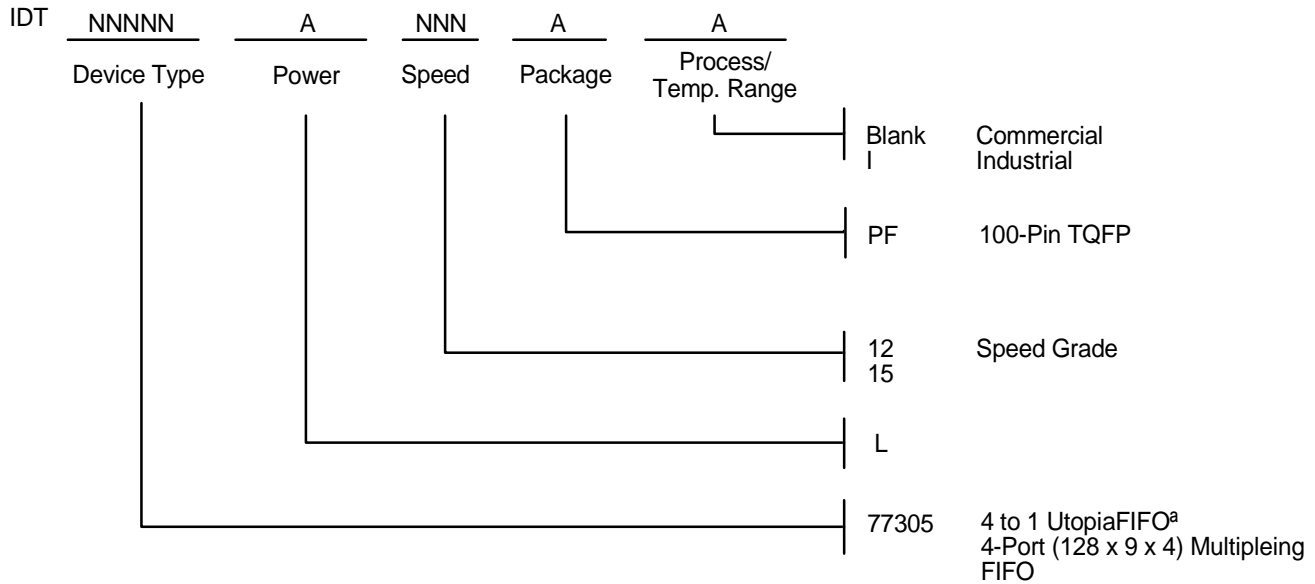 IDT NNNNN A NNN A A
Device Type Power Speed Package Process/
Temp. Range
Blank Commercial
I Industrial
PF 100-Pin TQFP
12 Speed Grade
15
L
77305 4 to 1 UtopiaFIFOª
4-Port (128 x 9 x 4) Multipleing
FIFO